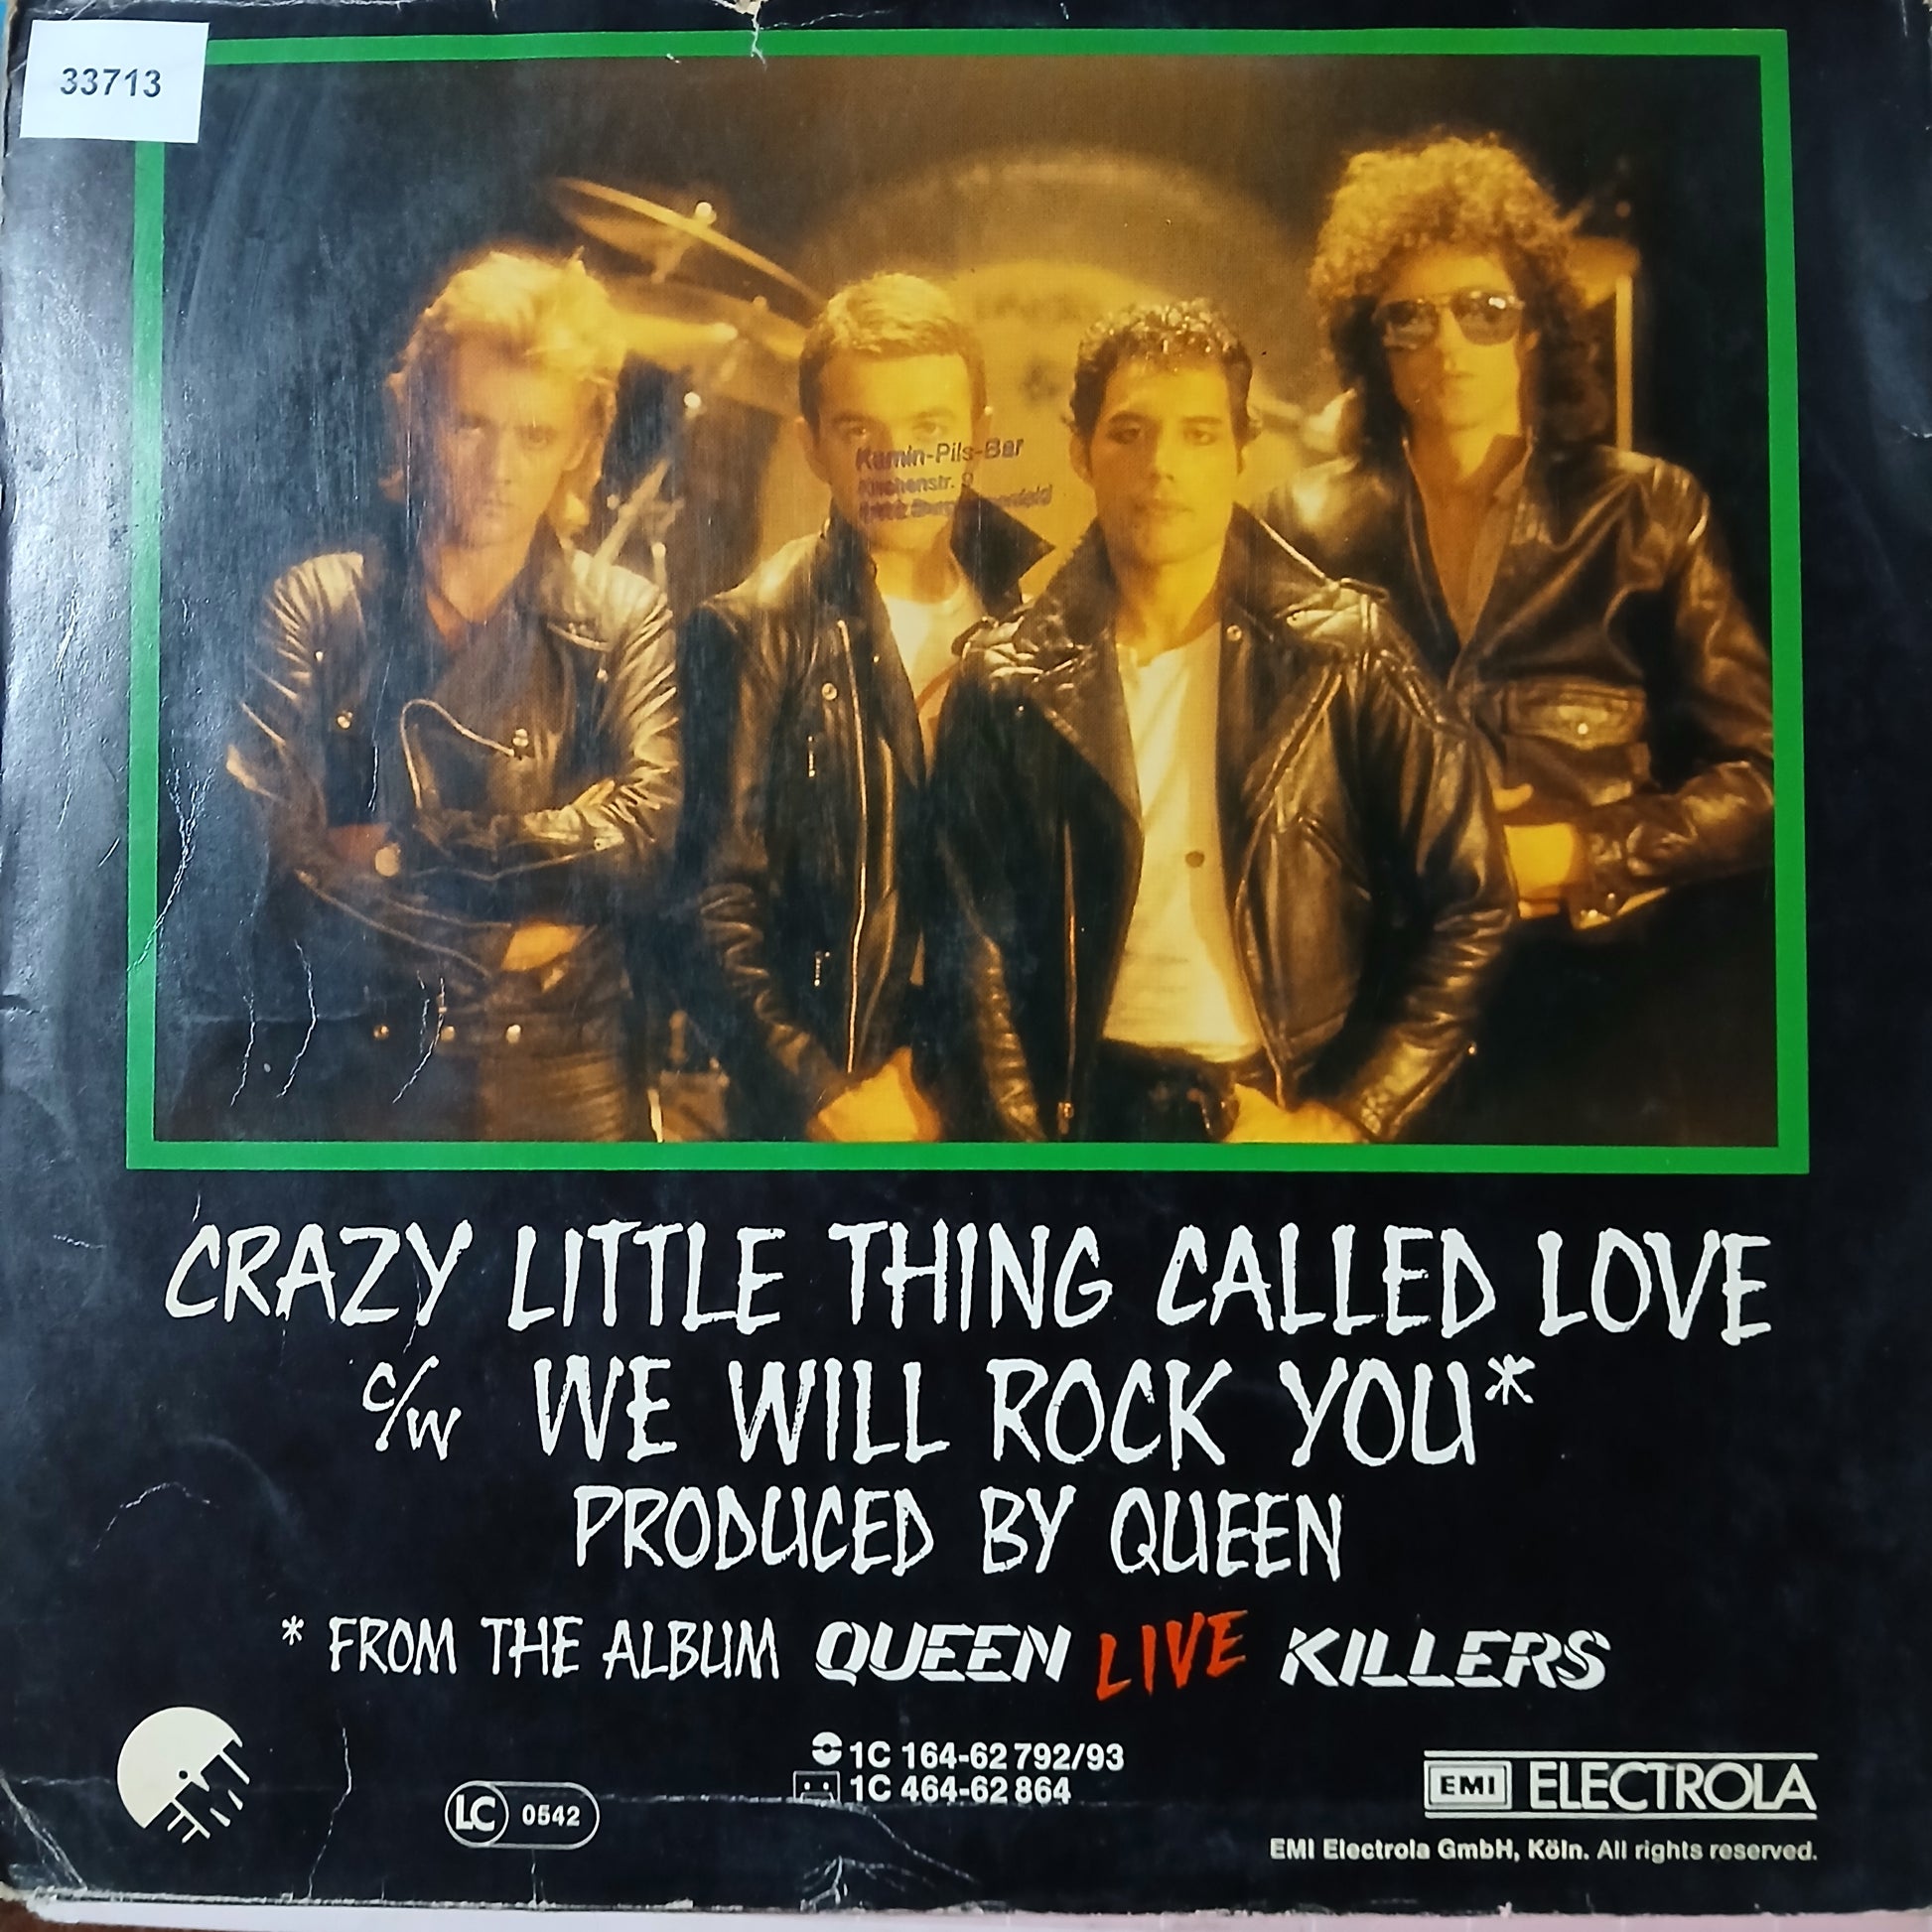 33713
Kamin-Pils-Bar
CRAZY LITTLE THING CALLED LOVE
c/w WE WILL ROCK YOU*
PRODUCED BY QUEEN
* FROM THE ALBUM QUEEN LIVE KILLERS
EMI
LC 0542
1C 164-62 792/93
1C 464-62 864
EMI ELECTROLA
EMI Electrola GmbH, Köln. All rights reserved.